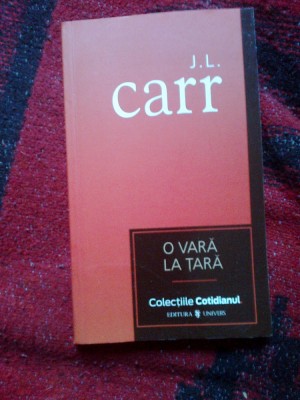 J.L.
carr
O VARĂ
LA ȚARĂ
Colecțiile Cotidianul
EDITURA UNIVERS